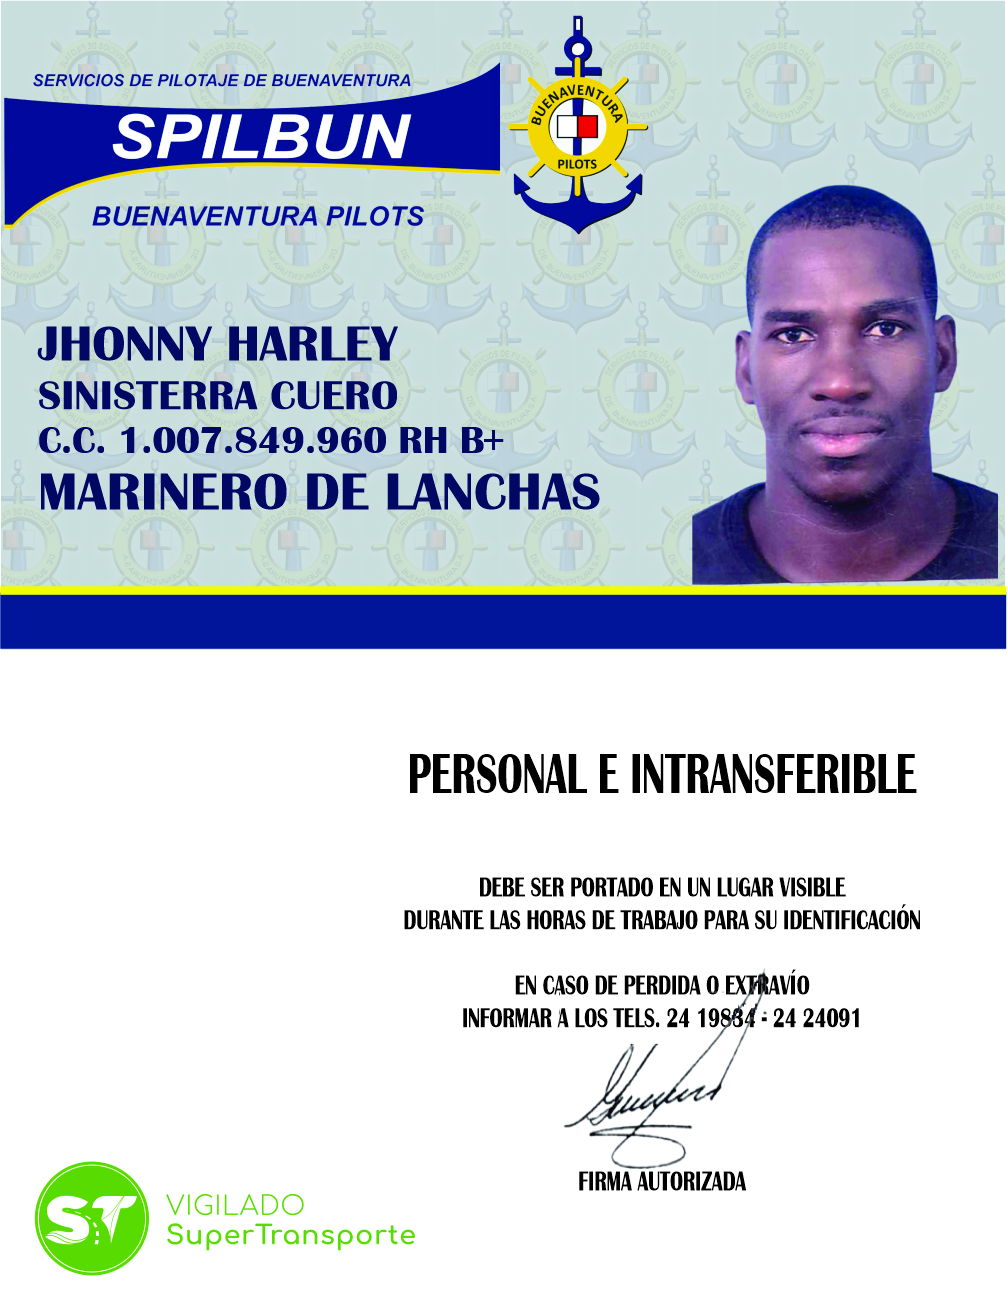 SERVICIOS DE PILOTAJE DE BUENAVENTURA
SPILBUN
BUENAVENTURA PILOTS
BUENAVENTURA
PILOTS
JHONNY HARLEY
SINISTERRA CUERO
C.C. 1.007.849.960 RH B+
MARINERO DE LANCHAS
PERSONAL E INTRANSFERIBLE
DEBE SER PORTADO EN UN LUGAR VISIBLE
DURANTE LAS HORAS DE TRABAJO PARA SU IDENTIFICACIÓN
EN CASO DE PERDIDA O EXTRAVÍO
INFORMAR A LOS TELS. 24 19834 - 24 24091
FIRMA AUTORIZADA
ST
VIGILADO
SuperTransporte